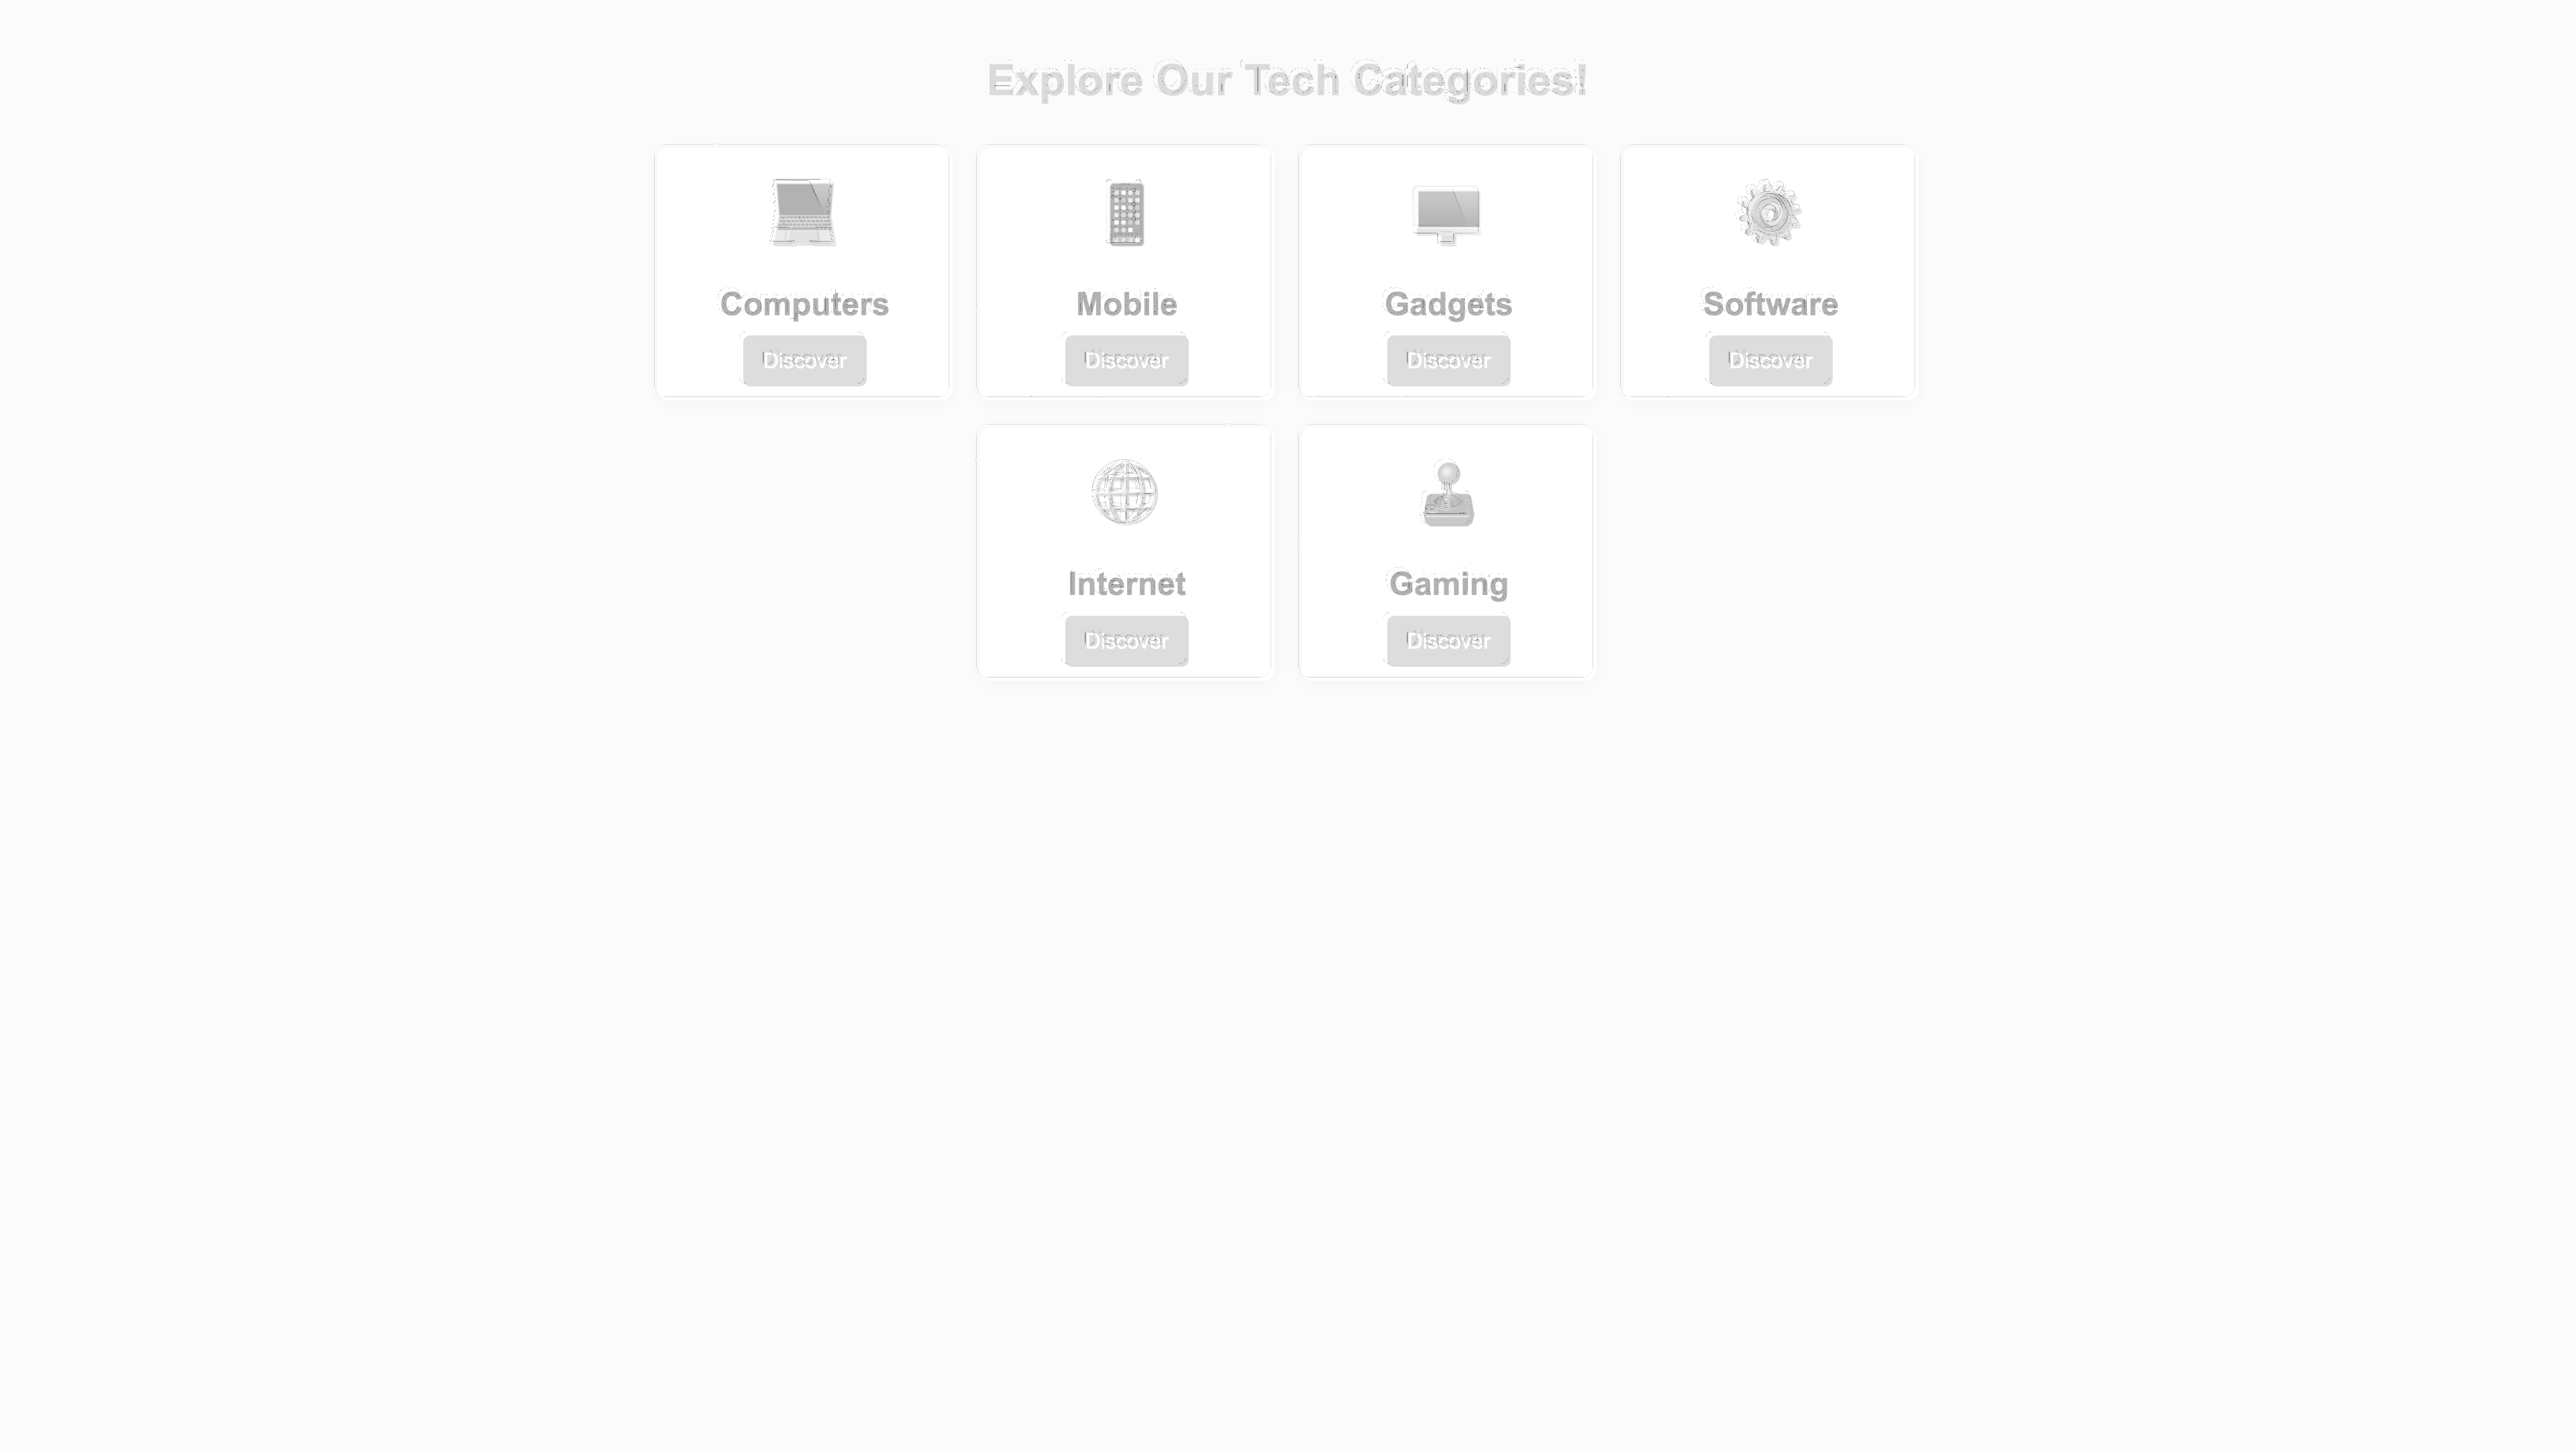 Explore Our Tech Categories!
Computers
Discover
Mobile
Discover
Gadgets
Discover
Software
Discover
Internet
Discover
Gaming
Discover